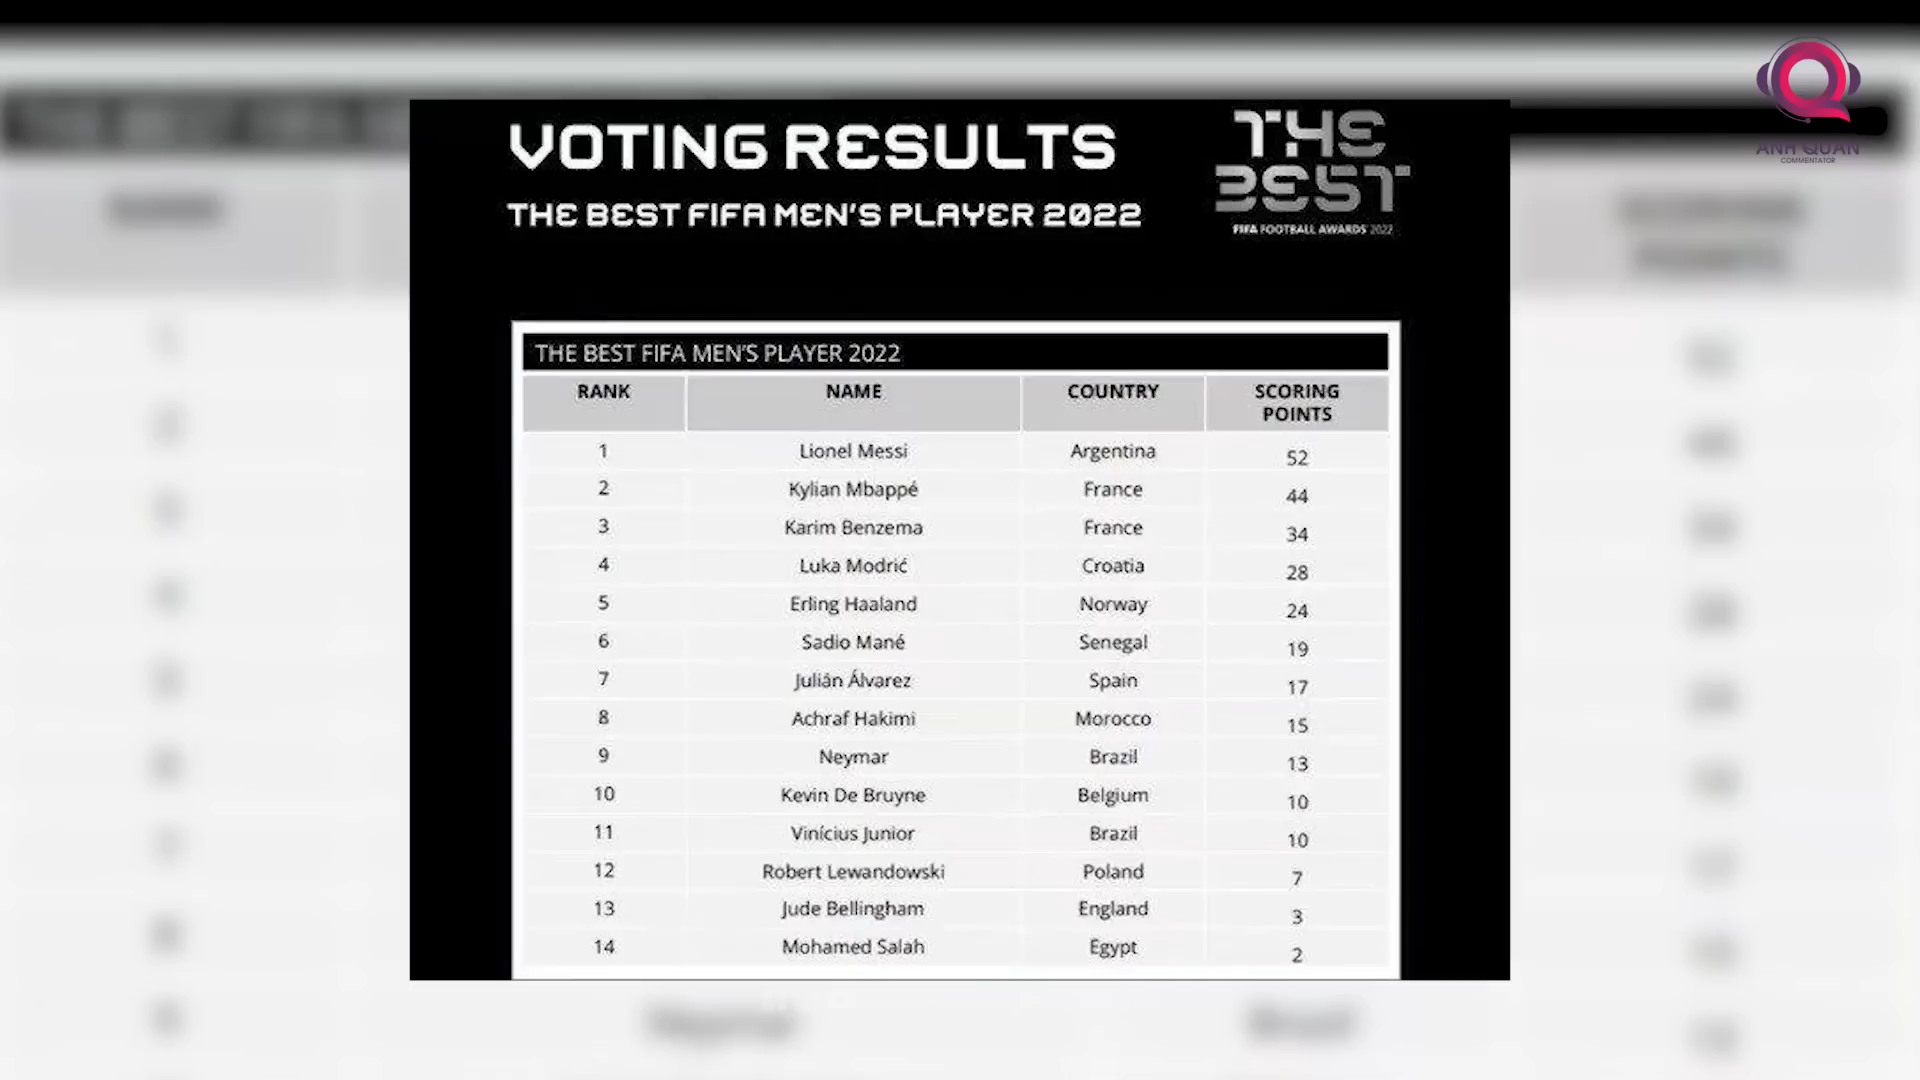 VOTING RESULTS
THE BEST FIFA MEN'S PLAYER 2022
THE
BEST
FIFA FOOTBALL AWARDS 2022
ANH QUAN
COMMENTATOR
THE BEST FIFA MEN'S PLAYER 2022
RANK NAME COUNTRY SCORING POINTS
1 Lionel Messi Argentina 52
2 Kylian Mbappé France 44
3 Karim Benzema France 34
4 Luka Modrić Croatia 28
5 Erling Haaland Norway 24
6 Sadio Mané Senegal 19
7 Julián Álvarez Spain 17
8 Achraf Hakimi Morocco 15
9 Neymar Brazil 13
10 Kevin De Bruyne Belgium 10
11 Vinícius Junior Brazil 10
12 Robert Lewandowski Poland 7
13 Jude Bellingham England 3
14 Mohamed Salah Egypt 2